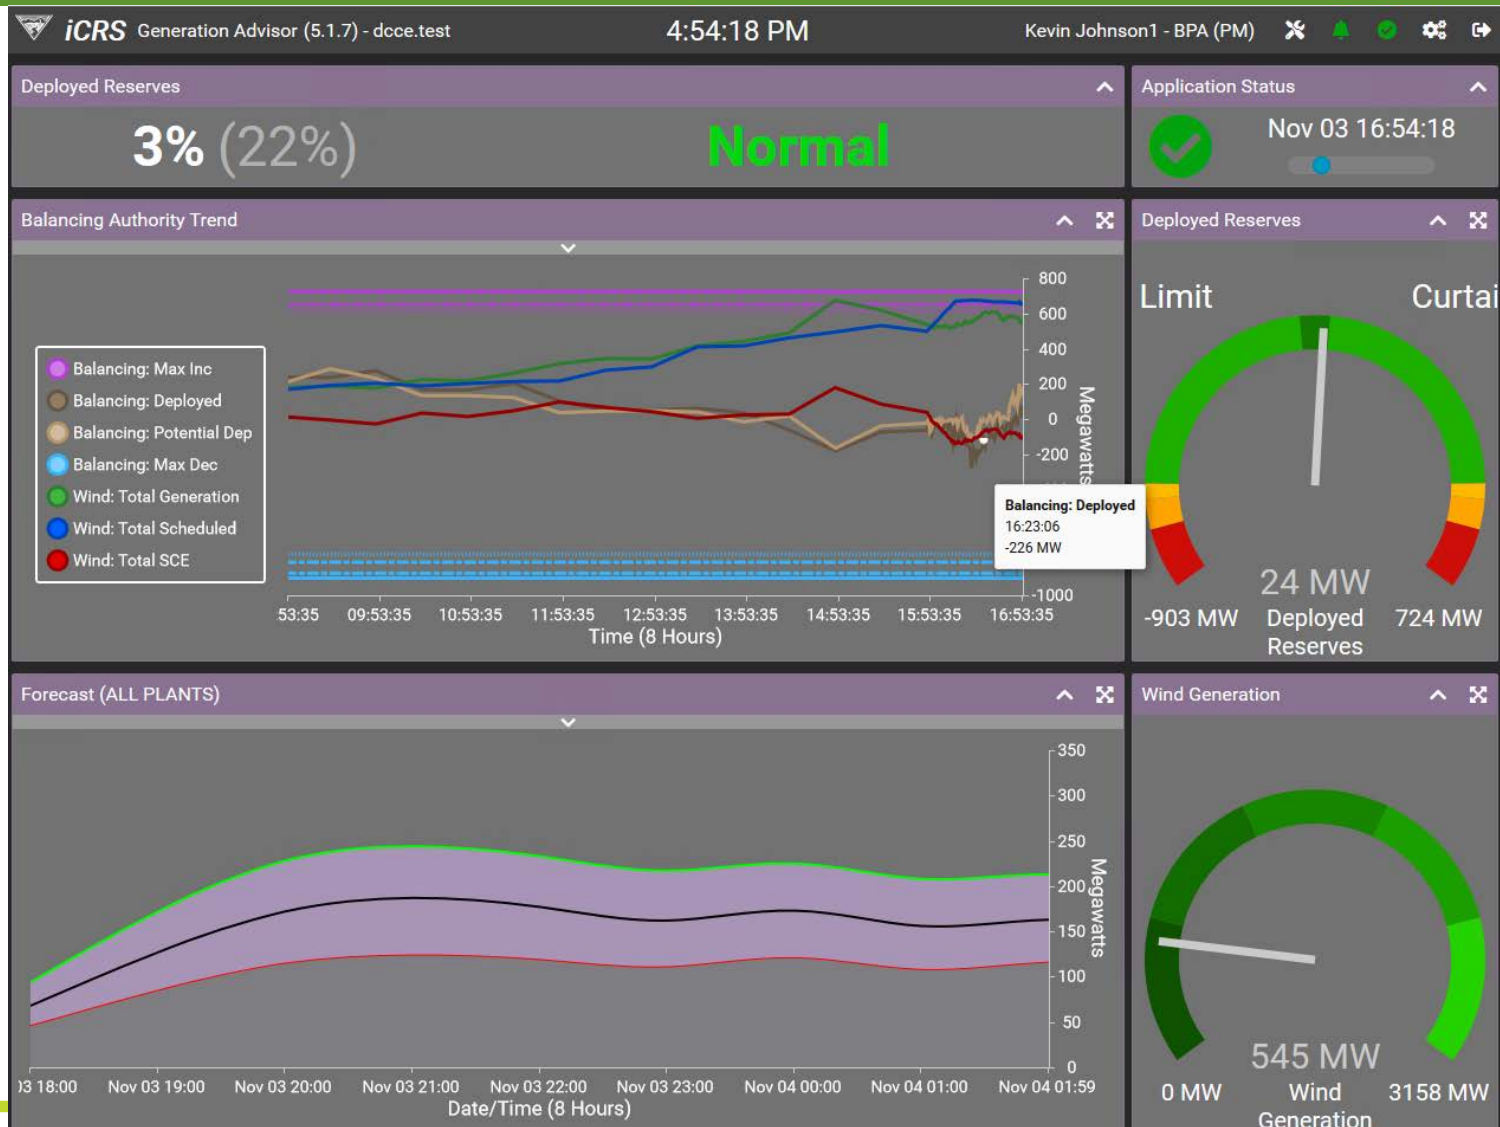 iCRS Generation Advisor (5.1.7) - dcce.test
4:54:18 PM
Kevin Johnson1 - BPA (PM)
Deployed Reserves
3% (22%)
Normal
Application Status
Nov 03 16:54:18
Balancing Authority Trend
Balancing: Max Inc
Balancing: Deployed
Balancing: Potential Dep
Balancing: Max Dec
Wind: Total Generation
Wind: Total Scheduled
Wind: Total SCE
800
600
400
200
0
-200
-1000
Megawatts
Balancing: Deployed
16:23:06
-226 MW
53:35 09:53:35 10:53:35 11:53:35 12:53:35 13:53:35 14:53:35 15:53:35 16:53:35
Time (8 Hours)
Deployed Reserves
Limit Curtai
24 MW
-903 MW Deployed 724 MW
Reserves
Forecast (ALL PLANTS)
350
300
250
200
150
100
50
0
Megawatts
03 18:00 Nov 03 19:00 Nov 03 20:00 Nov 03 21:00 Nov 03 22:00 Nov 03 23:00 Nov 04 00:00 Nov 04 01:00 Nov 04 01:59
Date/Time (8 Hours)
Wind Generation
545 MW
0 MW Wind 3158 MW
Generation